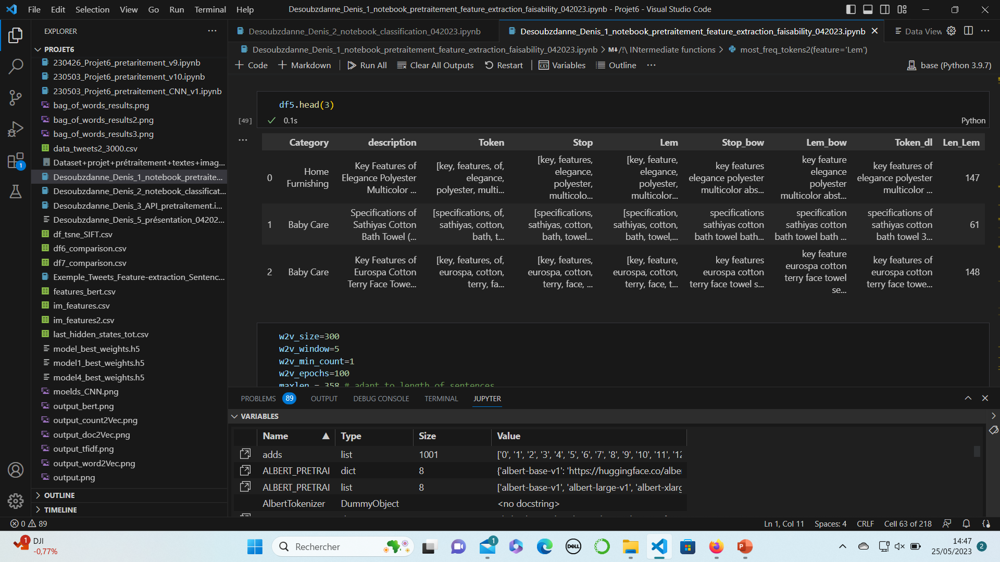 File Edit Selection View Go Run Terminal Help
Desoubzdanne_Denis_1_notebook_pretraitement_feature_extraction_faisability_042023.ipynb - Projet6 - Visual Studio Code
EXPLORER
PROJET6
230426_Projet6_pretaritement_v9.ipynb
230503_Projet6_pretaritement_v10.ipynb
230503_Projet6_pretraitement_CNN_v1.ipynb
bag_of_words_results.png
bag_of_words_results2.png
bag_of_words_results3.png
data_tweets2_3000.csv
Dataset+projet+prétraitement+textes+imag...
Desoubzdanne_Denis_1_notebook_pretraite...
Desoubzdanne_Denis_2_notebook_classificat...
Desoubzdanne_Denis_3_API_pretraitement.i...
Desoubzdanne_Denis_5_présentation_04202...
df_tsne_SIFT.csv
df6_comparison.csv
df7_comparison.csv
Exemple_Tweets_Feature-extraction_Sentenc...
features_bert.csv
im_features.csv
im_features2.csv
last_hidden_states_tot.csv
model_best_weights.h5
model1_best_weights.h5
model4_best_weights.h5
moelds_CNN.png
output_bert.png
output_count2Vec.png
output_doc2Vec.png
output_tfidf.png
output_word2Vec.png
output.png
OUTLINE
TIMELINE
1
Desoubzdanne_Denis_2_notebook_classification_042023.ipynb
Desoubzdanne_Denis_1_notebook_pretraitement_feature_extraction_faisability_042023.ipynb
Data View
Desoubzdanne_Denis_1_notebook_pretraitement_feature_extraction_faisability_042023.ipynb > M↓/!\ INtermediate functions > most_freq_tokens2(feature='Lem')
Code Markdown Run All Clear All Outputs Restart Variables Outline ...
base (Python 3.9.7)
df5.head(3)
[49] 0.1s
Python
Category description Token Stop Lem Stop_bow Lem_bow Token_dl Len_Lem
0 Home Furnishing Key Features of Elegance Polyester Multicolor ... [key, features, of, elegance, polyester, multi... [key, features, elegance, polyester, multicolo... [key, feature, elegance, polyester, multicolor... key features elegance polyester multicolor abs... key feature elegance polyester multicolor abst... key features of elegance polyester multicolor ... 147
1 Baby Care Specifications of Sathiyas Cotton Bath Towel (... [specifications, of, sathiyas, cotton, bath, t... [specifications, sathiyas, cotton, bath, towel... [specification, sathiyas, cotton, bath, towel,... specifications sathiyas cotton bath towel bath... specification sathiyas cotton bath towel bath ... specifications of sathiyas cotton bath towel 3... 61
2 Baby Care Key Features of Eurospa Cotton Terry Face Towe... [key, features, of, eurospa, cotton, terry, fa... [key, features, eurospa, cotton, terry, face, ... [key, feature, eurospa, cotton, terry, face, t... key features eurospa cotton terry face towel s... key feature eurospa cotton terry face towel se... key features of eurospa cotton terry face towe... 148
w2v_size=300
w2v_window=5
w2v_min_count=1
w2v_epochs=100
maxlen = 358 # adapt to length of sentences
PROBLEMS 89 OUTPUT DEBUG CONSOLE TERMINAL JUPYTER
VARIABLES
Name Type Size Value
adds list 1001 ['0', '1', '2', '3', '4', '5', '6', '7', '8', '9', '10', '11', '12
ALBERT_PRETRAI dict 8 {'albert-base-v1': 'https://huggingface.co/albe
ALBERT_PRETRAI list 8 ['albert-base-v1', 'albert-large-v1', 'albert-xlarg
AlbertTokenizer DummyObject <no docstring>
0 89
Ln 1, Col 11 Spaces: 4 CRLF Cell 63 of 218
1
DJI
-0,77%
Rechercher
1
DELL
14:47
25/05/2023
2